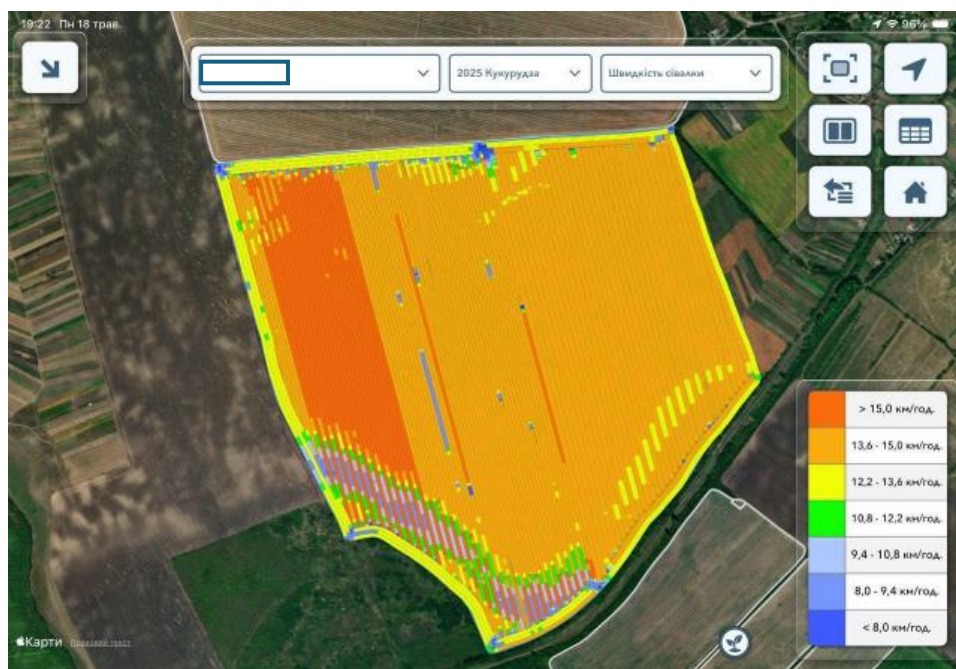 19:22 Пн 18 трав.
96%
2025 Кукурудза
Швидкість сівалки
> 15,0 км/год.
13,6 - 15,0 км/год.
12,2 - 13,6 км/год.
10,8 - 12,2 км/год.
9,4 - 10,8 км/год.
8,0 - 9,4 км/год.
< 8,0 км/год.
Карти